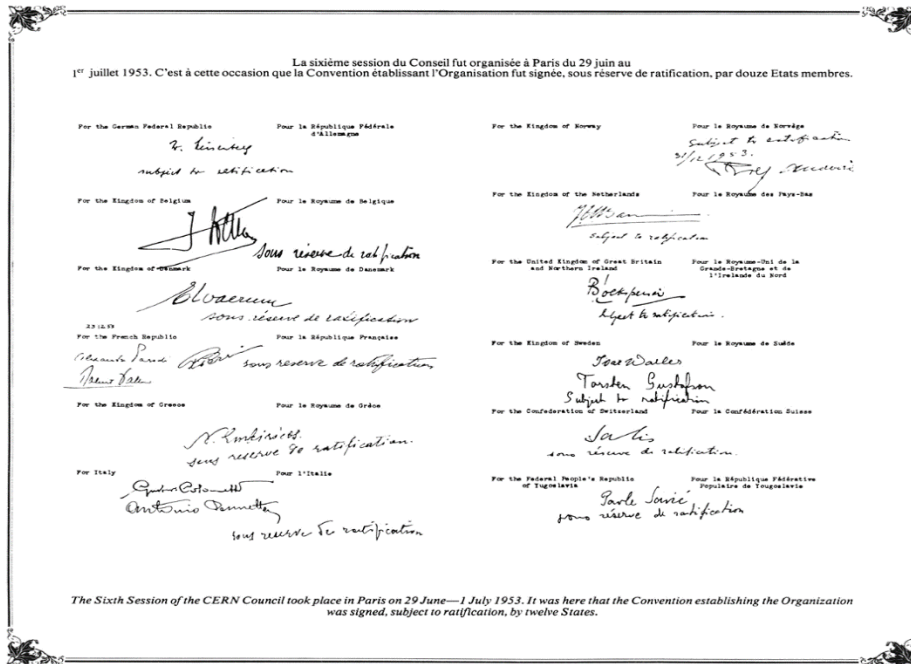 La sixième session du Conseil fut organisée à Paris du 29 juin au
1er juillet 1953. C'est à cette occasion que la Convention établissant l'Organisation fut signée, sous réserve de ratification, par douze Etats membres.
For the German Federal Republic
Pour la République Fédérale
d'Allemagne
subject to ratification
For the Kingdom of Belgium
Pour le Royaume de Belgique
sous réserve de ratification
For the Kingdom of Denmark
Pour le Royaume de Danemark
sous réserve de ratification
23.12.53
For the French Republic
Pour la République Française
sous reserve de ratification
For the Kingdom of Greece
Pour le Royaume de Grèce
sous reserve de ratification.
For Italy
Pour l'Italie
sous reserve de ratification
For the Kingdom of Norway
Pour le Royaume de Norvège
Subject to ratification
31/12 1953.
For the Kingdom of the Netherlands
Pour le Royaume des Pays-Bas
subject to ratification
For the United Kingdom of Great Britain
and Northern Ireland
Pour le Royaume-Uni de la
Grande-Bretagne et de
l'Irlande du Nord
subject to ratification.
For the Kingdom of Sweden
Pour le Royaume de Suède
Ivar Waller
Torsten Gustafson
Subject to ratification
For the Confederation of Switzerland
Pour la Confédération Suisse
sous réserve de ratification.
For the Federal People's Republic
of Yugoslavia
Pour la République Fédérative
Populaire de Yougoslavie
Pavle Savić
sous réserve de ratification
The Sixth Session of the CERN Council took place in Paris on 29 June—1 July 1953. It was here that the Convention establishing the Organization
was signed, subject to ratification, by twelve States.